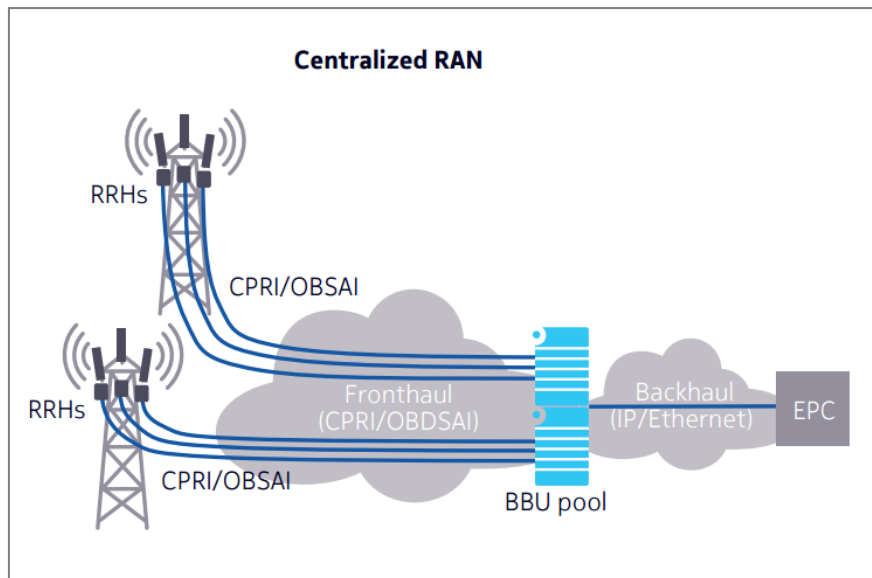 Centralized RAN
RRHs
CPRI/OBSAI
RRHs
CPRI/OBSAI
Fronthaul
(CPRI/OBDSAI)
BBU pool
Backhaul
(IP/Ethernet)
EPC